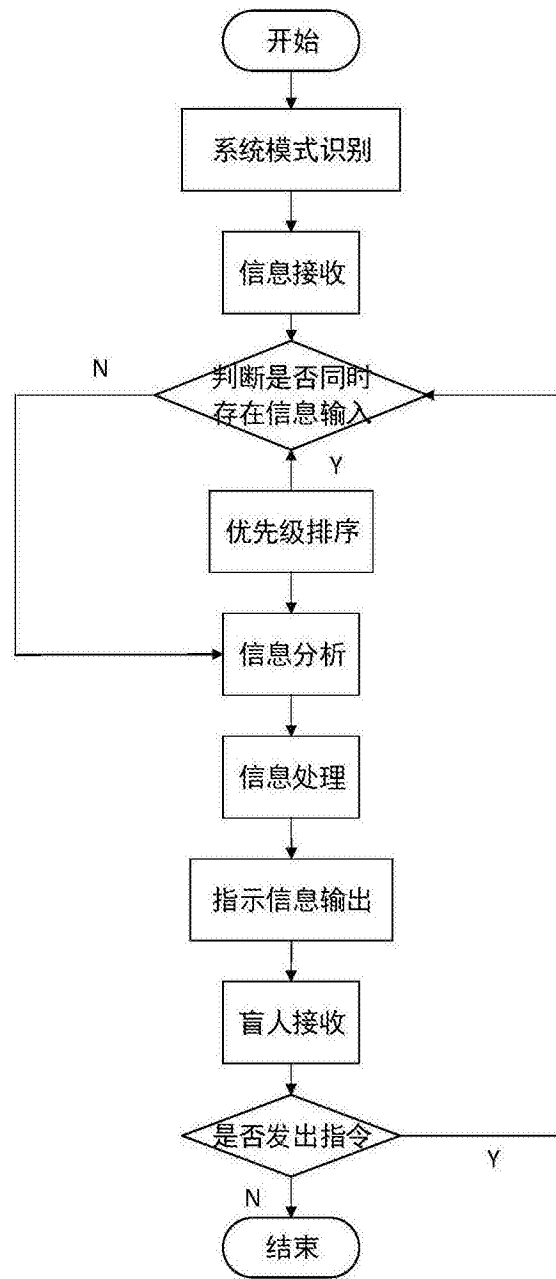 开始
系统模式识别
信息接收
N
判断是否同时
存在信息输入
Y
优先级排序
信息分析
信息处理
指示信息输出
盲人接收
是否发出指令
Y
N
结束